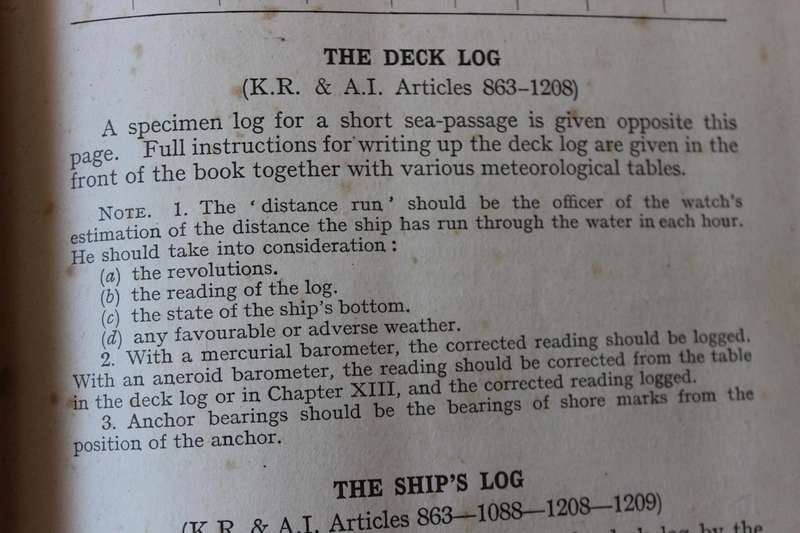 THE DECK LOG
(K.R. & A.I. Articles 863–1208)
A specimen log for a short sea-passage is given opposite this
page. Full instructions for writing up the deck log are given in the
front of the book together with various meteorological tables.
NOTE. 1. The ‘distance run’ should be the officer of the watch’s
estimation of the distance the ship has run through the water in each hour.
He should take into consideration :
(a) the revolutions.
(b) the reading of the log.
(c) the state of the ship’s bottom.
(d) any favourable or adverse weather.
2. With a mercurial barometer, the corrected reading should be logged.
With an aneroid barometer, the reading should be corrected from the table
in the deck log or in Chapter XIII, and the corrected reading logged.
3. Anchor bearings should be the bearings of shore marks from the
position of the anchor.
THE SHIP’S LOG
(K.R. & A.I. Articles 863—1088—1208—1209)
log by the